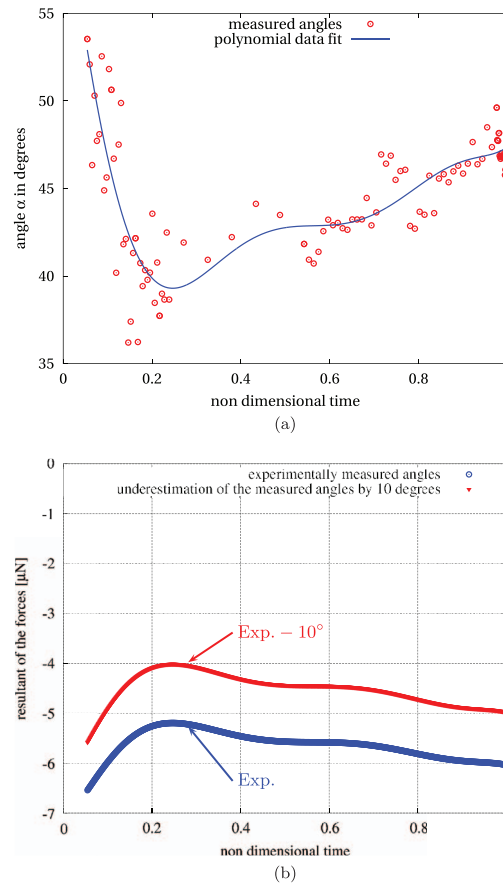 55
measured angles
polynomial data fit
50
45
40
35
angle α in degrees
0 0.2 0.4 0.6 0.8
non dimensional time
(a)
0
experimentally measured angles
underestimation of the measured angles by 10 degrees
-1
-2
-3
Exp. − 10°
-4
-5
-6
Exp.
-7
resultant of the forces [µN]
0 0.2 0.4 0.6 0.8
non dimensional time
(b)